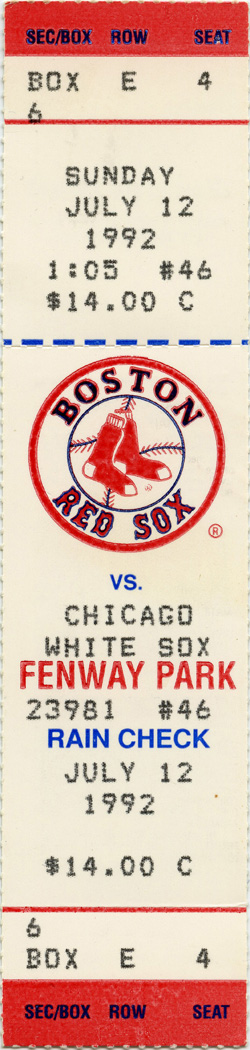 SEC/BOX ROW SEAT
BOX E 4
6
SUNDAY
JULY 12
1992
1:05 #46
$14.00 C
BOSTON
RED SOX
®
VS.
CHICAGO
WHITE SOX
FENWAY PARK
23981 #46
RAIN CHECK
JULY 12
1992
$14.00 C
6
BOX E 4
SEC/BOX ROW SEAT